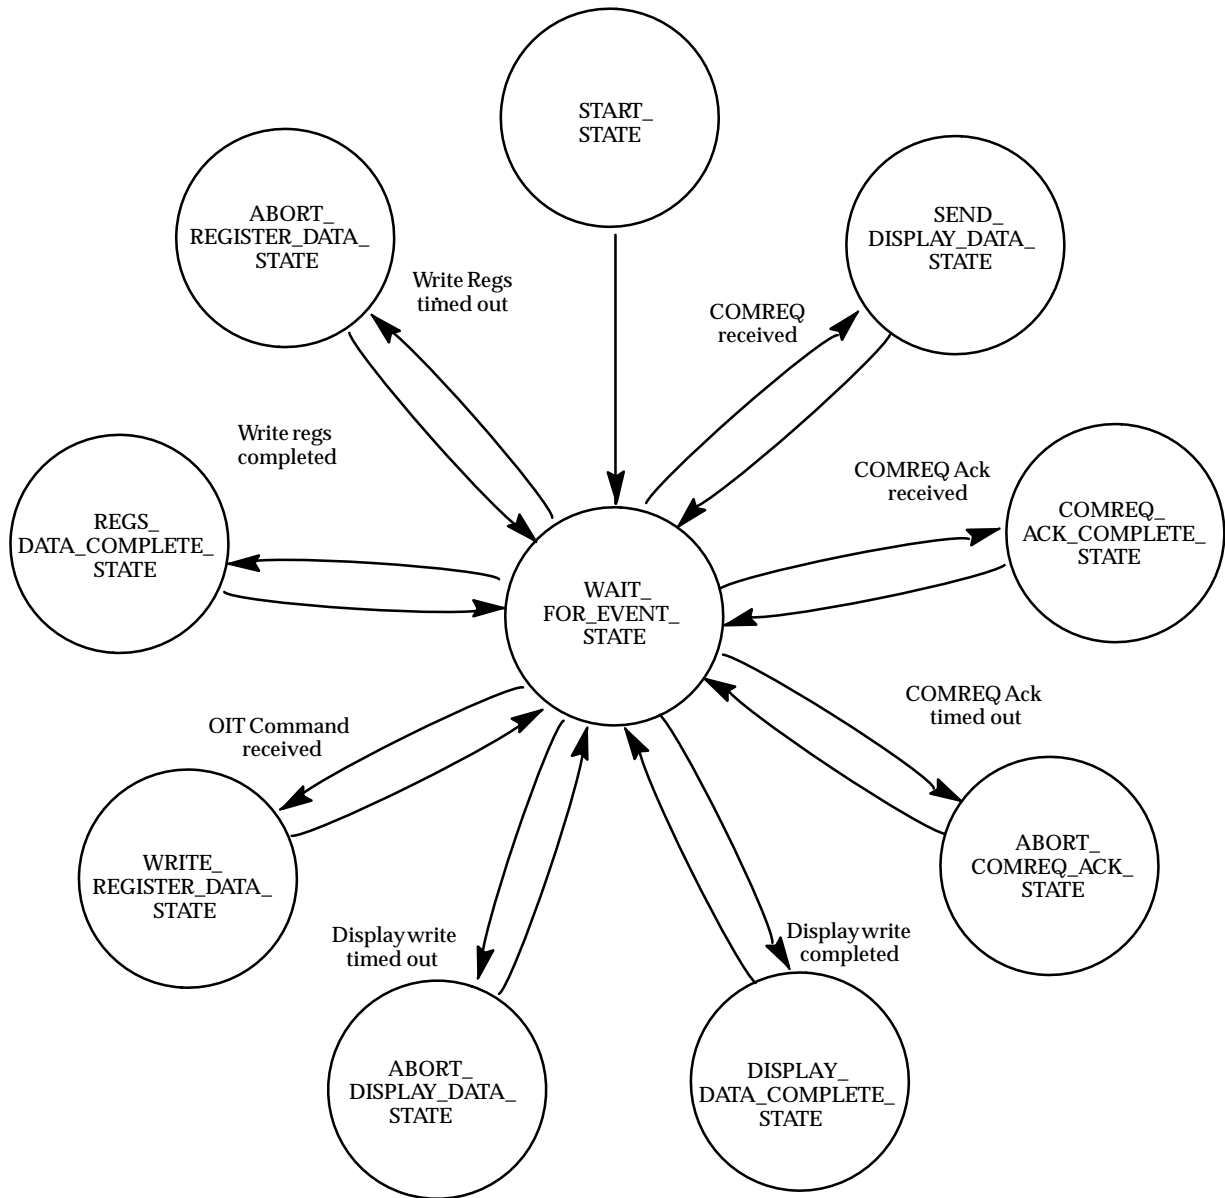 START_
STATE
ABORT_
REGISTER_DATA_
STATE
SEND_
DISPLAY_DATA_
STATE
Write Regs
timed out
COMREQ
received
Write regs
completed
COMREQ Ack
received
REGS_
DATA_COMPLETE_
STATE
COMREQ_
ACK_COMPLETE_
STATE
WAIT_
FOR_EVENT_
STATE
OIT Command
received
COMREQ Ack
timed out
WRITE_
REGISTER_DATA_
STATE
ABORT_
COMREQ_ACK_
STATE
Display write
timed out
Display write
completed
ABORT_
DISPLAY_DATA_
STATE
DISPLAY_
DATA_COMPLETE_
STATE